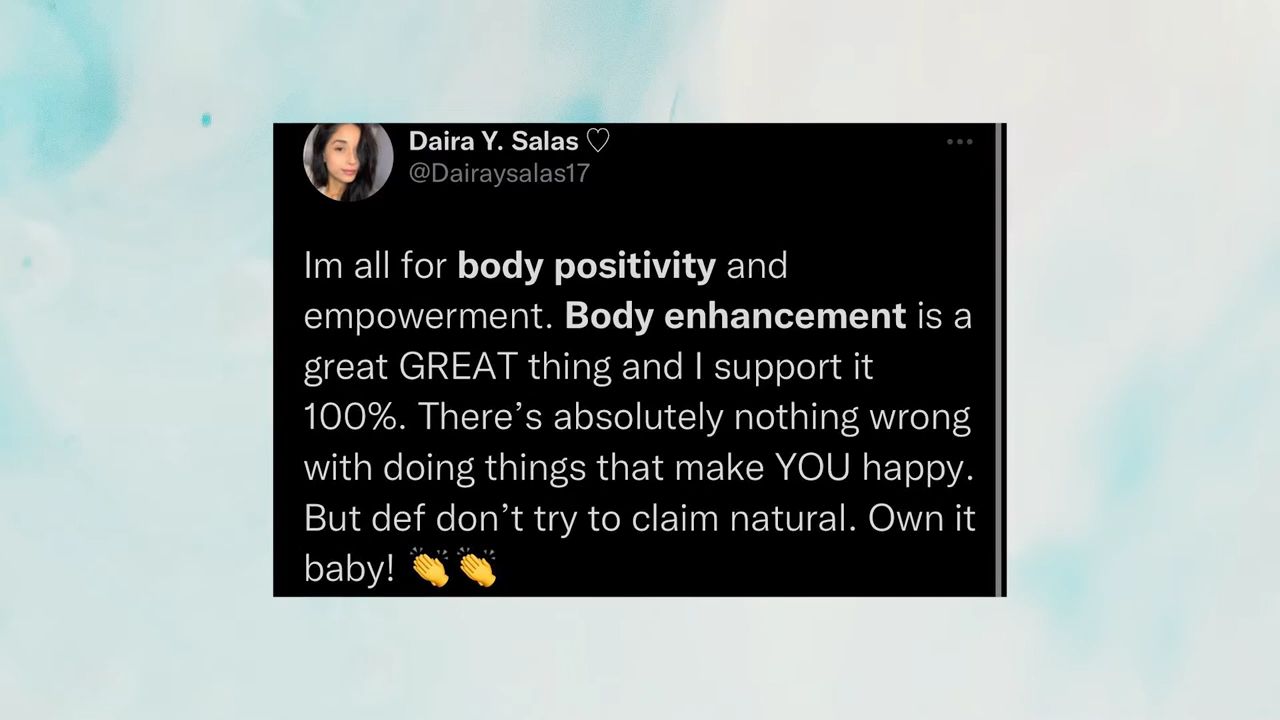 Daira Y. Salas ♡
@Dairaysalas17
Im all for body positivity and
empowerment. Body enhancement is a
great GREAT thing and I support it
100%. There’s absolutely nothing wrong
with doing things that make YOU happy.
But def don’t try to claim natural. Own it
baby! 👏👏